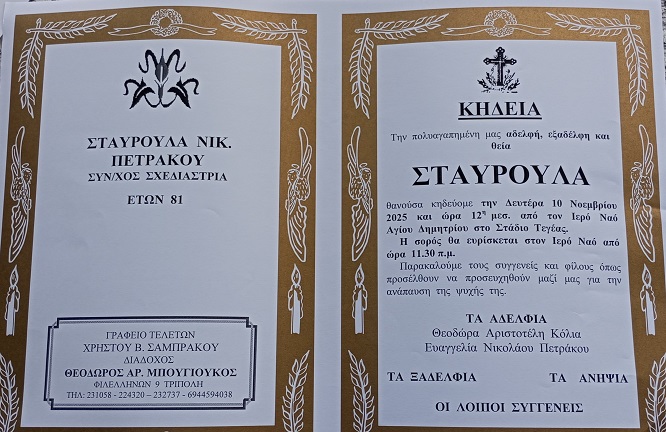 ΣΤΑΥΡΟΥΛΑ ΝΙΚ.
ΠΕΤΡΑΚΟΥ
ΣΥΝ/ΧΟΣ ΣΧΕΔΙΑΣΤΡΙΑ
ΕΤΩΝ 81
ΓΡΑΦΕΙΟ ΤΕΛΕΤΩΝ
ΧΡΗΣΤΟΥ Β. ΣΑΜΠΡΑΚΟΥ
ΔΙΑΔΟΧΟΣ
ΘΕΟΔΩΡΟΣ ΑΡ. ΜΠΟΥΓΙΟΥΚΟΣ
ΦΙΛΕΛΛΗΝΩΝ 9 ΤΡΙΠΟΛΗ
ΤΗΛ: 231058 - 224320 – 232737 - 6944594038
ΚΗΔΕΙΑ
Την πολυαγαπημένη μας αδελφή, εξαδέλφη και
θεία
ΣΤΑΥΡΟΥΛΑ
θανούσα κηδεύομε την Δευτέρα 10 Νοεμβρίου
2025 και ώρα 12η μεσ. από τον Ιερό Ναό
Αγίου Δημητρίου στο Στάδιο Τεγέας.
Η σορός θα ευρίσκεται στον Ιερό Ναό από
ώρα 11.30 π.μ.
Παρακαλούμε τους συγγενείς και φίλους όπως
προσέλθουν να προσευχηθούν μαζί μας για την
ανάπαυση της ψυχής της.
ΤΑ ΑΔΕΛΦΙΑ
Θεοδώρα Αριστοτέλη Κόλια
Ευαγγελία Νικολάου Πετράκου
ΤΑ ΞΑΔΕΛΦΙΑ ΤΑ ΑΝΗΨΙΑ
ΟΙ ΛΟΙΠΟΙ ΣΥΓΓΕΝΕΙΣ